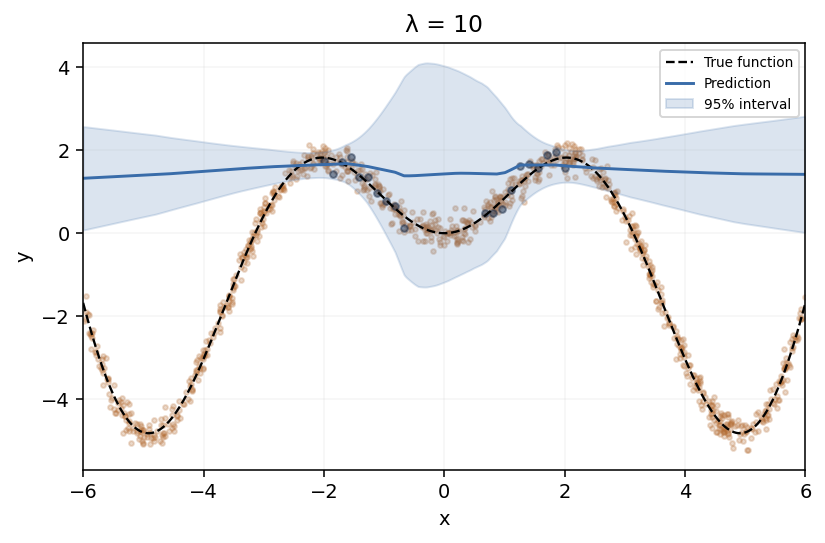 λ = 10
True function
Prediction
95% interval
y
4
2
0
−2
−4
−6 −4 −2 0 2 4 6
x